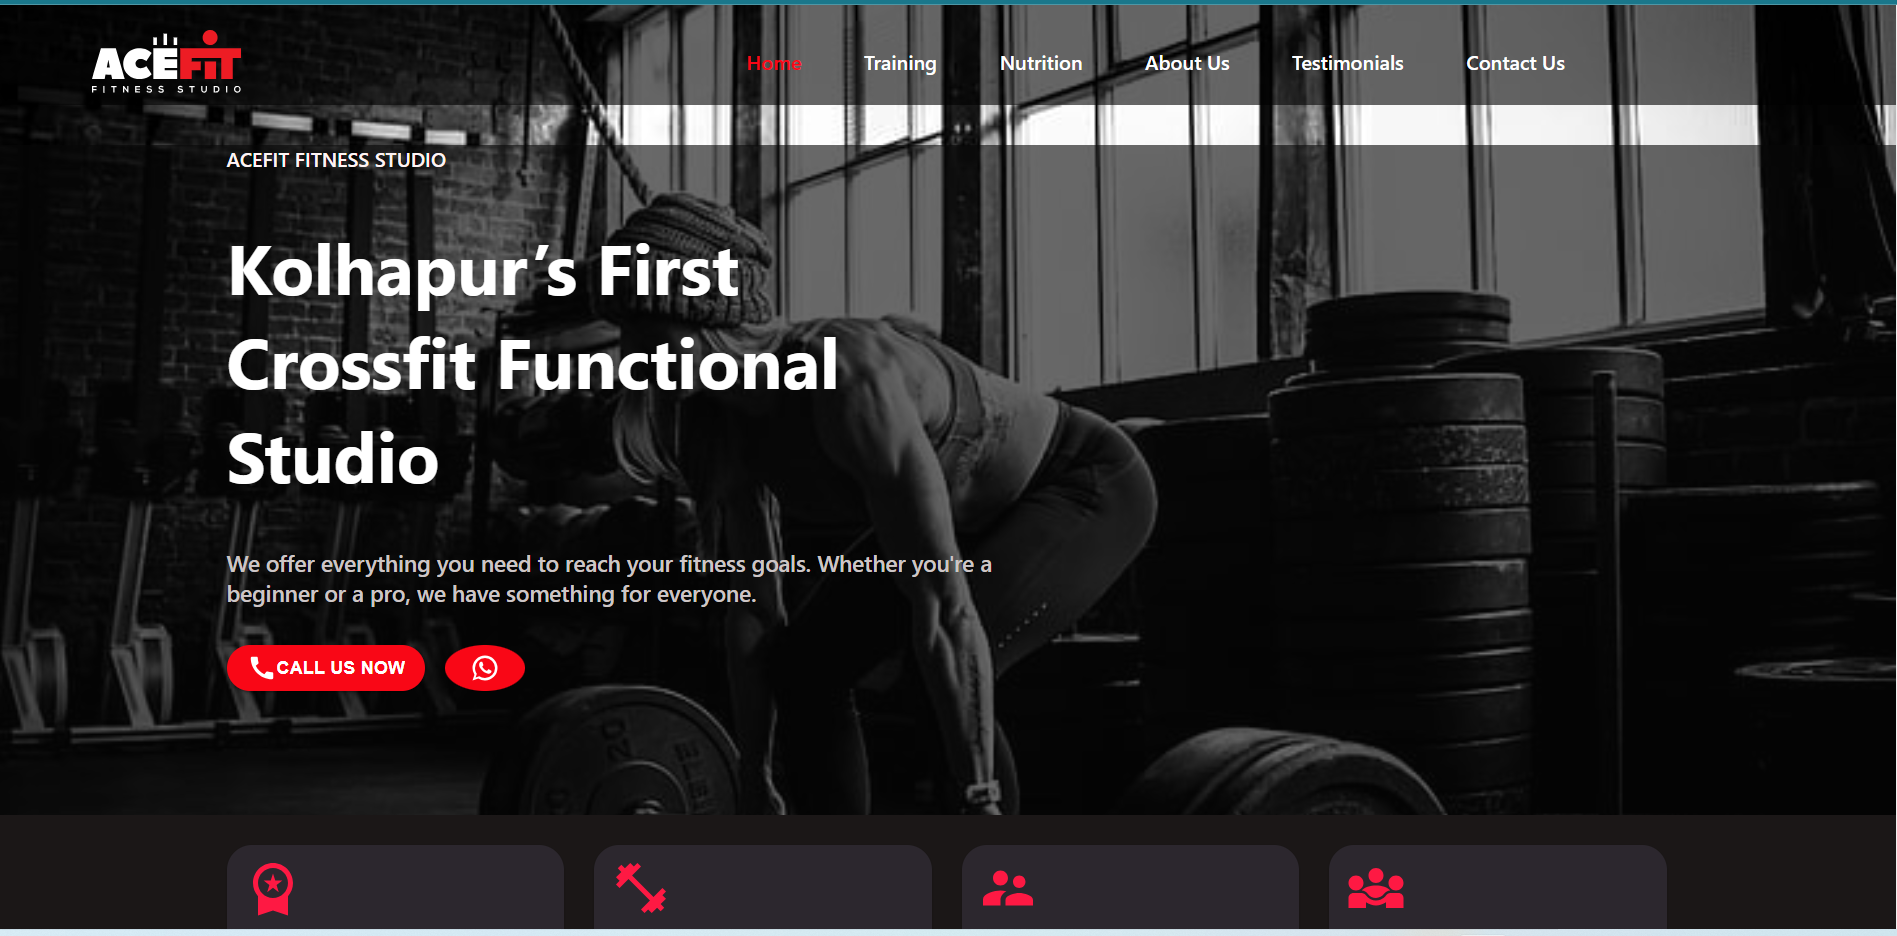 ACEFIT
FITNESS STUDIO
Home
Training
Nutrition
About Us
Testimonials
Contact Us
ACEFIT FITNESS STUDIO
Kolhapur’s First
Crossfit Functional
Studio
We offer everything you need to reach your fitness goals. Whether you're a
beginner or a pro, we have something for everyone.
CALL US NOW
20